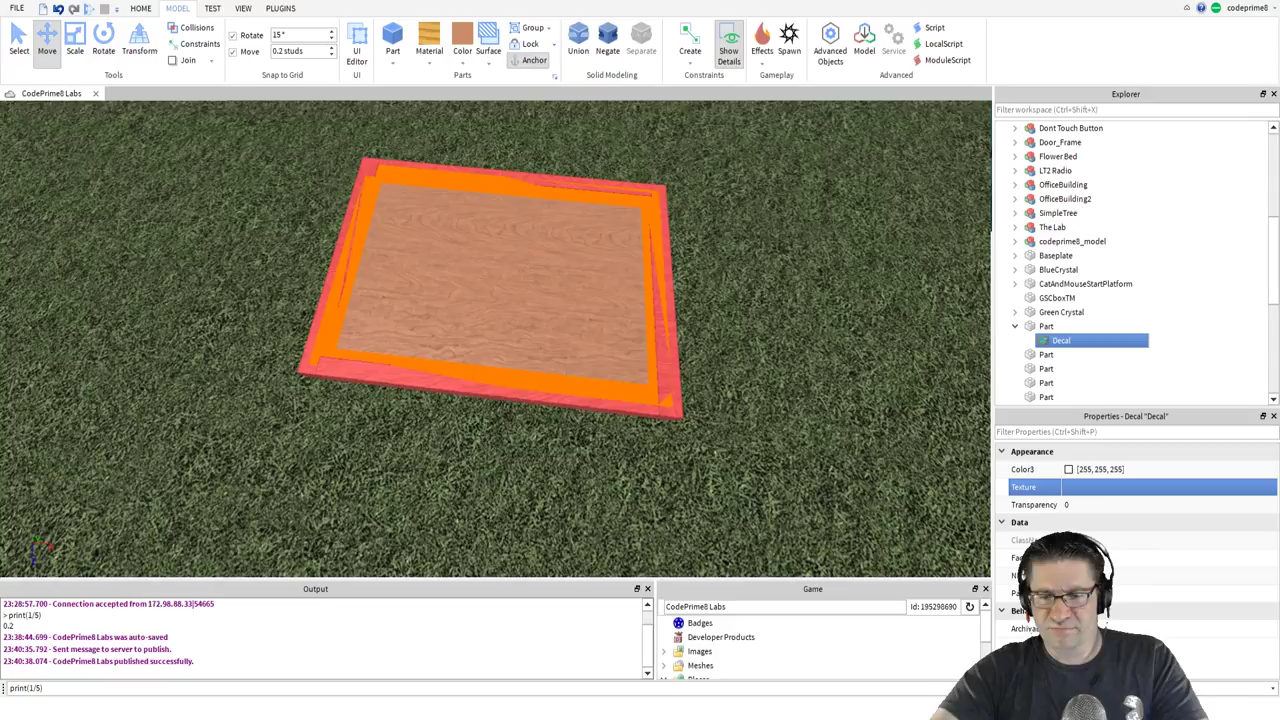 FILE HOME MODEL TEST VIEW PLUGINS codeprime8
Select Move Scale Rotate Transform
Collisions
Constraints
Join
Tools
Rotate 15°
Move 0.2 studs
Snap to Grid
UI Editor
UI
Part Material Color Surface
Group
Lock
Anchor
Parts
Union Negate Separate
Solid Modeling
Create Show Details
Constraints
Effects Spawn
Gameplay
Advanced Objects Model Service
Script
LocalScript
ModuleScript
Advanced
CodePrime8 Labs
Explorer
Filter workspace (Ctrl+Shift+X)
Dont Touch Button
Door_Frame
Flower Bed
LT2 Radio
OfficeBuilding
OfficeBuilding2
SimpleTree
The Lab
codeprime8_model
Baseplate
BlueCrystal
CatAndMouseStartPlatform
GSCboxTM
Green Crystal
Part
Decal
Part
Part
Part
Part
Properties - Decal "Decal"
Filter Properties (Ctrl+Shift+P)
Appearance
Color3 [255, 255, 255]
Texture
Transparency 0
Data
Output
23:28:57.700 - Connection accepted from 172.98.88.33|54665
> print(1/5)
0.2
23:38:44.699 - CodePrime8 Labs was auto-saved
23:40:35.792 - Sent message to server to publish.
23:40:38.074 - CodePrime8 Labs published successfully.
print(1/5)
Game
CodePrime8 Labs Id: 195298690
Badges
Developer Products
Images
Meshes